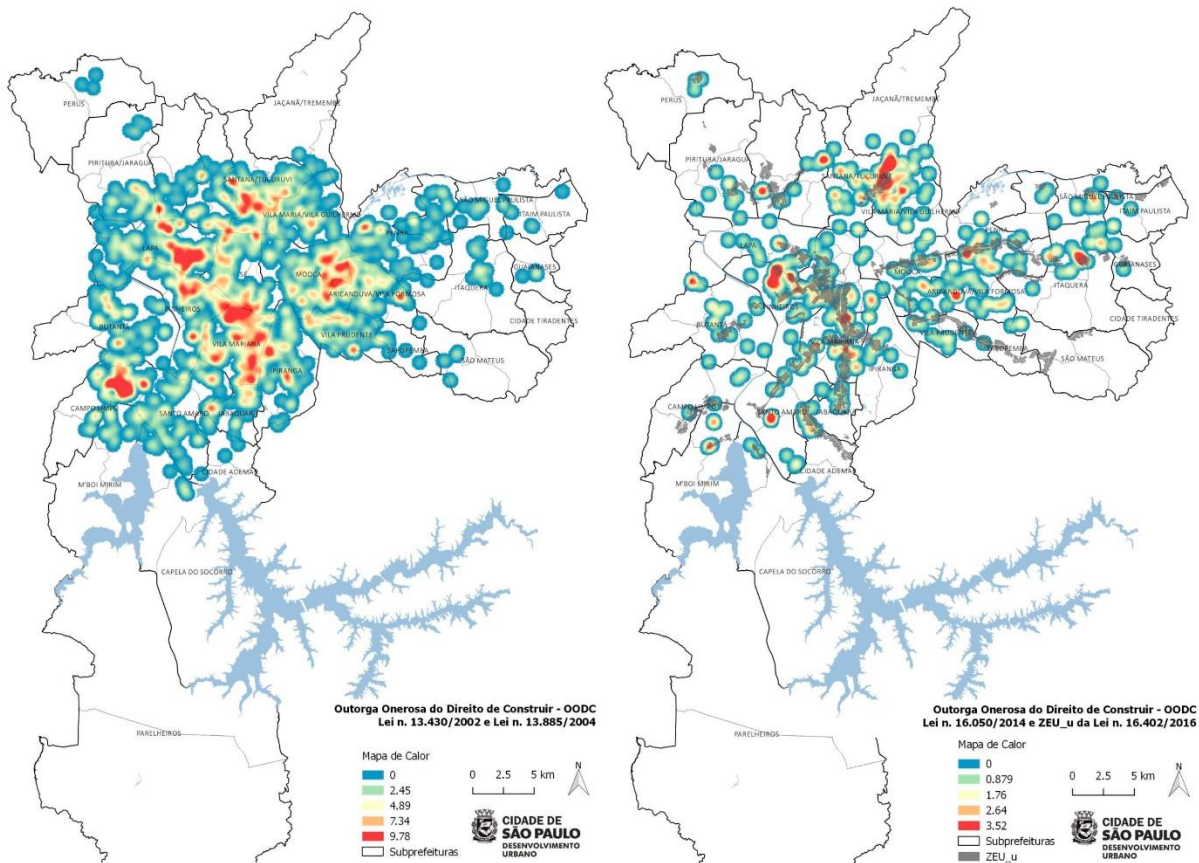 PERUS
JAÇANÃ/TREMEMBÉ
PIRITUBA/JARAGUA
SANTANA/TUCURUVI
VILA MARIA/VILA GUILHERME
SÃO MIGUEL PAULISTA
ITAIM PAULISTA
PENHA
LAPA
SÉ
MOOCA
GUAIANASES
ARICANDUVA/VILA FORMOSA
ITAQUERA
PINHEIROS
CIDADE TIRADENTES
BUTANTÃ
VILA MARIANA
VILA PRUDENTE
SAPOPEMBA
SÃO MATEUS
IPIRANGA
CAMPO LIMPO
SANTO AMARO
JABAQUARA
CIDADE ADEMAR
M'BOI MIRIM
CAPELA DO SOCORRO
PARELHEIROS
Outorga Onerosa do Direito de Construir - OODC
Lei n. 13.430/2002 e Lei n. 13.885/2004
Mapa de Calor
0
2.45
4.89
7.34
9.78
Subprefeituras
0 2.5 5 km
N
CIDADE DE
SÃO PAULO
DESENVOLVIMENTO
URBANO
PERUS
JAÇANÃ/TREMEMBÉ
PIRITUBA/JARAGUA
SANTANA/TUCURUVI
VILA MARIA/VILA GUILHERME
SÃO MIGUEL PAULISTA
ITAIM PAULISTA
PENHA
LAPA
SÉ
MOOCA
GUAIANASES
ARICANDUVA/VILA FORMOSA
ITAQUERA
PINHEIROS
CIDADE TIRADENTES
BUTANTÃ
VILA MARIANA
VILA PRUDENTE
SAPOPEMBA
SÃO MATEUS
IPIRANGA
CAMPO LIMPO
SANTO AMARO
JABAQUARA
CIDADE ADEMAR
M'BOI MIRIM
CAPELA DO SOCORRO
PARELHEIROS
Outorga Onerosa do Direito de Construir - OODC
Lei n. 16.050/2014 e ZEU_u da Lei n. 16.402/2016
Mapa de Calor
0
0.879
1.76
2.64
3.52
Subprefeituras
ZEU_u
0 2.5 5 km
N
CIDADE DE
SÃO PAULO
DESENVOLVIMENTO
URBANO